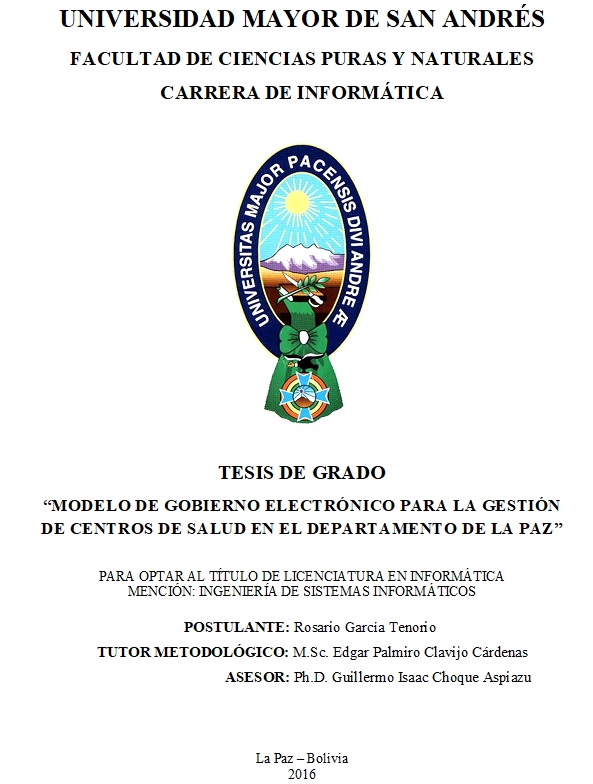 UNIVERSIDAD MAYOR DE SAN ANDRÉS
FACULTAD DE CIENCIAS PURAS Y NATURALES
CARRERA DE INFORMÁTICA
UNIVERSITAS MAJOR PACENSIS DIVI ANDRE Æ
TESIS DE GRADO
“MODELO DE GOBIERNO ELECTRÓNICO PARA LA GESTIÓN
DE CENTROS DE SALUD EN EL DEPARTAMENTO DE LA PAZ”
PARA OPTAR AL TÍTULO DE LICENCIATURA EN INFORMÁTICA
MENCIÓN: INGENIERÍA DE SISTEMAS INFORMÁTICOS
POSTULANTE: Rosario Garcia Tenorio
TUTOR METODOLÓGICO: M.Sc. Edgar Palmiro Clavijo Cárdenas
ASESOR: Ph.D. Guillermo Isaac Choque Aspiazu
La Paz – Bolivia
2016